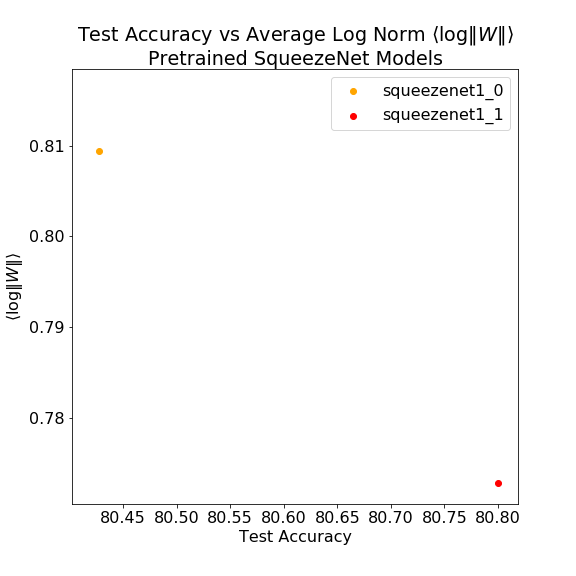 Test Accuracy vs Average Log Norm ⟨log‖W‖⟩
Pretrained SqueezeNet Models
squeezenet1_0
squeezenet1_1
0.81
0.80
0.79
0.78
⟨log‖W‖⟩
80.45 80.50 80.55 80.60 80.65 80.70 80.75 80.80
Test Accuracy